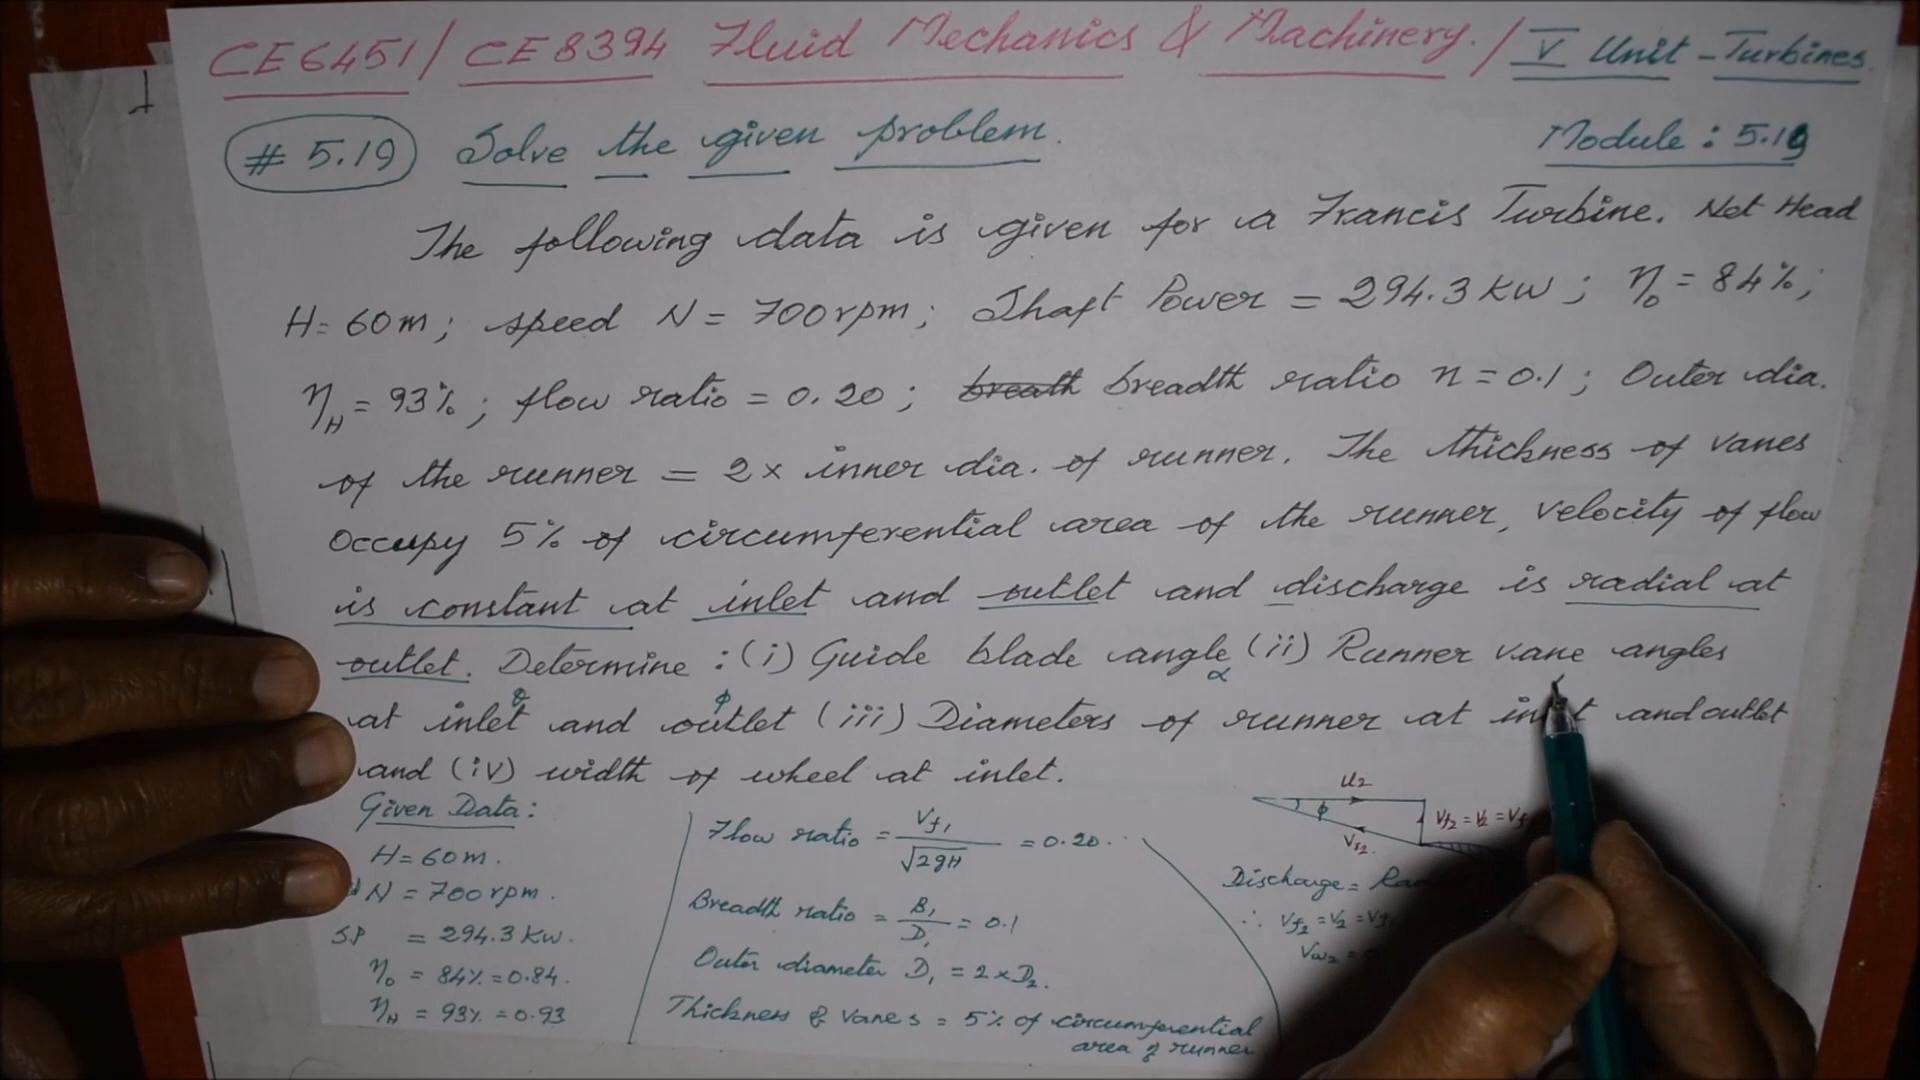 CE6451/ CE8394 Fluid Mechanics & Machinery. / V Unit - Turbines.
# 5.19 Solve the given problem. Module : 5.19
The following data is given for a Francis Turbine. Net Head
H = 60m; speed N = 700rpm; Shaft Power = 294.3 KW; η₀ = 84%;
ηH = 93%; flow ratio = 0.20; breadth ratio n = 0.1; Outer dia.
of the runner = 2 x inner dia. of runner. The thickness of vanes
occupy 5% of circumferential area of the runner, velocity of flow
is constant at inlet and outlet and discharge is radial at
outlet. Determine : (i) Guide blade angle (ii) Runner vane angles
α
θ ϕ
at inlet and outlet (iii) Diameters of runner at inlet and outlet
and (iv) width of wheel at inlet.
Given Data:
H = 60m.
N = 700 rpm.
S.P = 294.3 KW.
η₀ = 84% = 0.84.
ηH = 93% = 0.93
Flow ratio = Vf₁ / √2gH = 0.20.
Breadth ratio = B₁ / D₁ = 0.1
Outer diameter D₁ = 2 x D₂.
Thickness of vanes = 5% of circumferential
area of runner
u₂
ϕ
Vf₂ = V₂ = Vf
Vr₂
Discharge =
∴ Vf₂ = V₂ = Vf₁
Vw₂ =